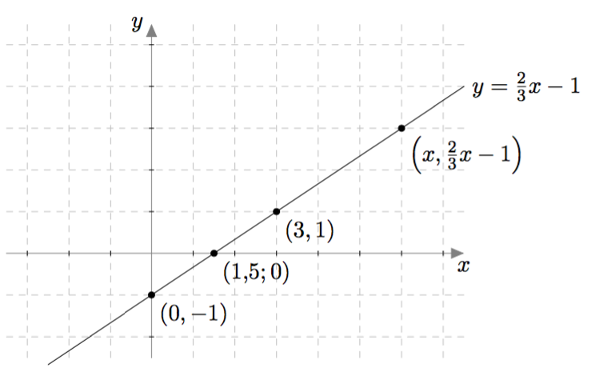 y
y = 2/3x − 1
(x, 2/3x − 1)
(3, 1)
x
(1,5; 0)
(0, −1)